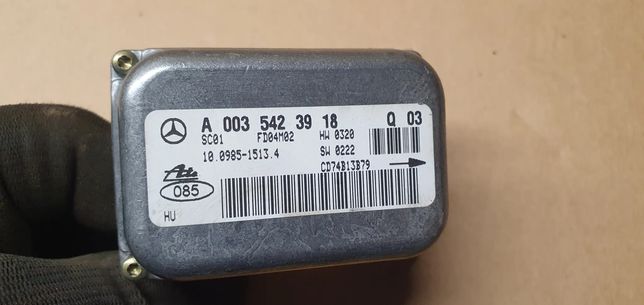 A 003 542 39 18 Q 03
SC01 FD04M02 HW 0320
10.0985-1513.4 SW 0222
CD74B13B79
Ate
085
HU